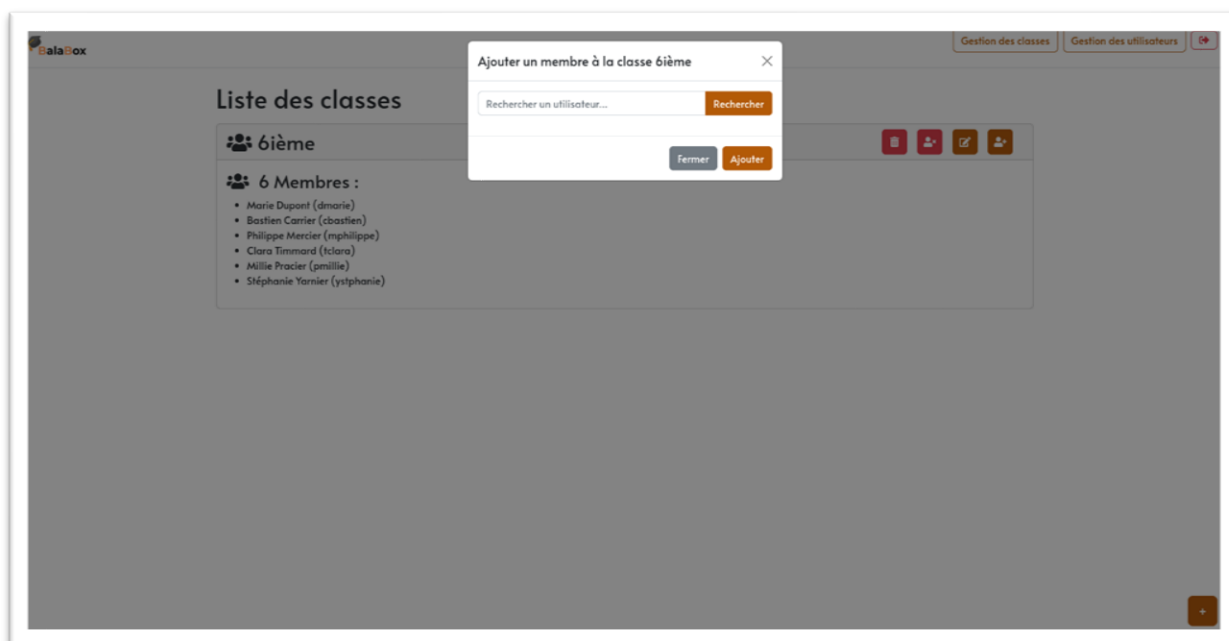 BalaBox
Gestion des classes
Gestion des utilisateurs
Ajouter un membre à la classe 6ième
Rechercher un utilisateur...
Rechercher
Fermer
Ajouter
Liste des classes
6ième
6 Membres :
Marie Dupont (dmarie)
Bastien Carrier (cbastien)
Philippe Mercier (mphilippe)
Clara Timmard (tclara)
Millie Pracier (pmillie)
Stéphanie Yarnier (ystphanie)